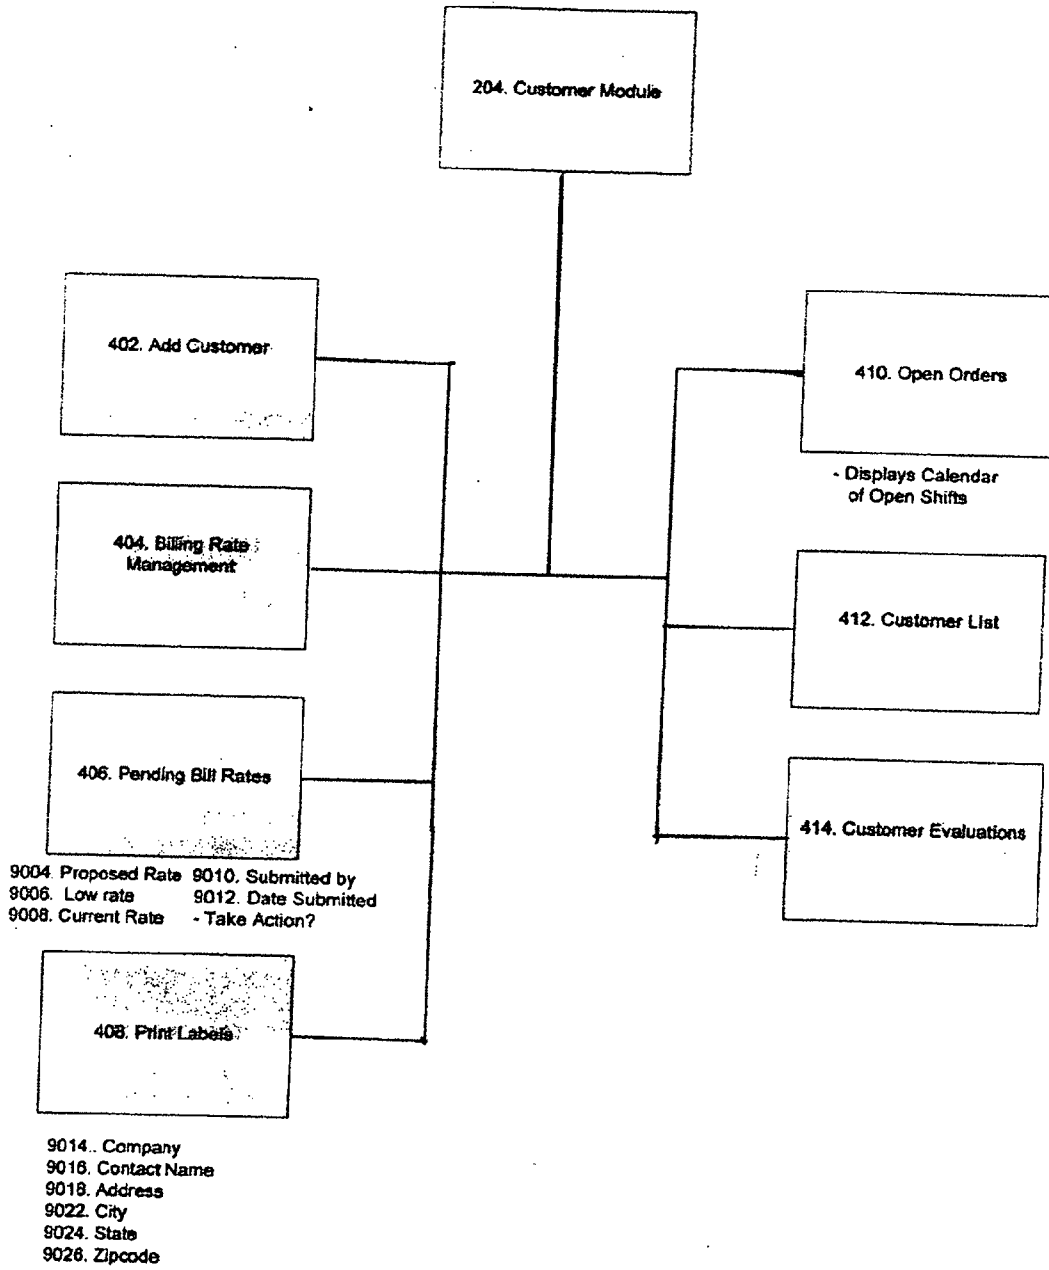 204. Customer Module
402. Add Customer
404. Billing Rate
Management
406. Pending Bill Rates
9004. Proposed Rate 9010. Submitted by
9006. Low rate 9012. Date Submitted
9008. Current Rate - Take Action?
408. Print Labels
9014.. Company
9016. Contact Name
9018. Address
9022. City
9024. State
9026. Zipcode
410. Open Orders
- Displays Calendar
of Open Shifts
412. Customer List
414. Customer Evaluations